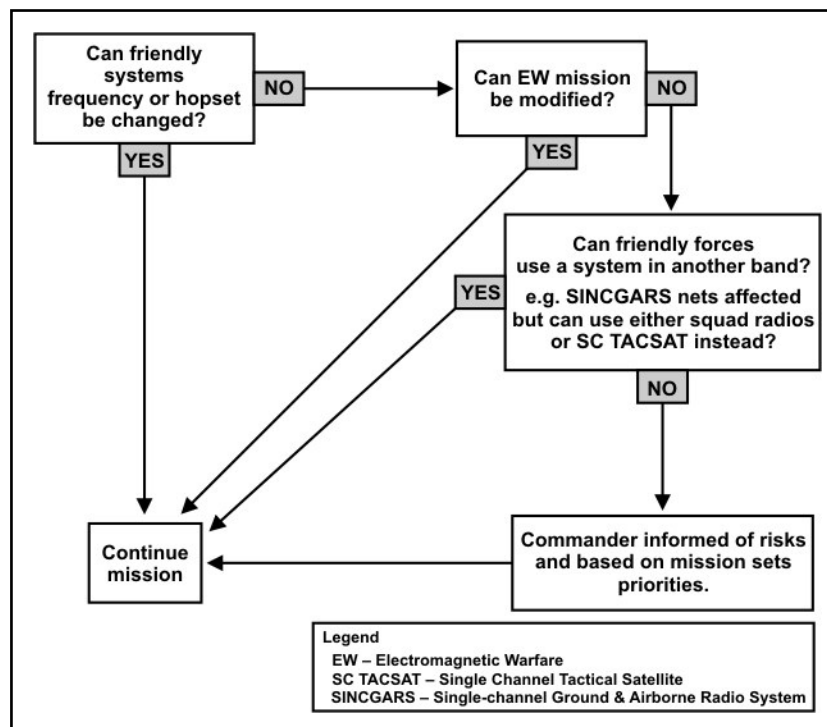 Can friendly
systems
frequency or hopset
be changed?
NO
YES
Can EW mission
be modified?
NO
YES
Can friendly forces
use a system in another band?
e.g. SINCGARS nets affected
but can use either squad radios
or SC TACSAT instead?
YES
NO
Continue
mission
Commander informed of risks
and based on mission sets
priorities.
Legend
EW – Electromagnetic Warfare
SC TACSAT – Single Channel Tactical Satellite
SINCGARS – Single-channel Ground & Airborne Radio System